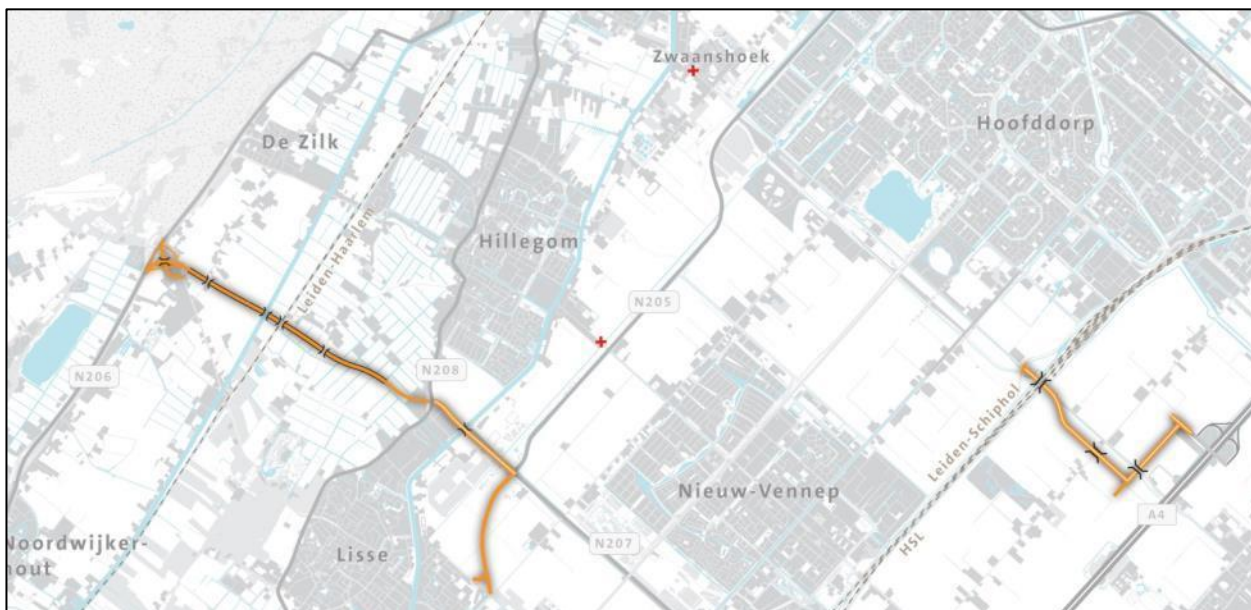 Zwaanshoek
Hoofddorp
De Zilk
Hillegom
Leiden-Haarlem
N205
N206
N208
Leiden-Schiphol
Nieuw-Vennep
A4
HSL
N207
Noordwijker-
hout
Lisse